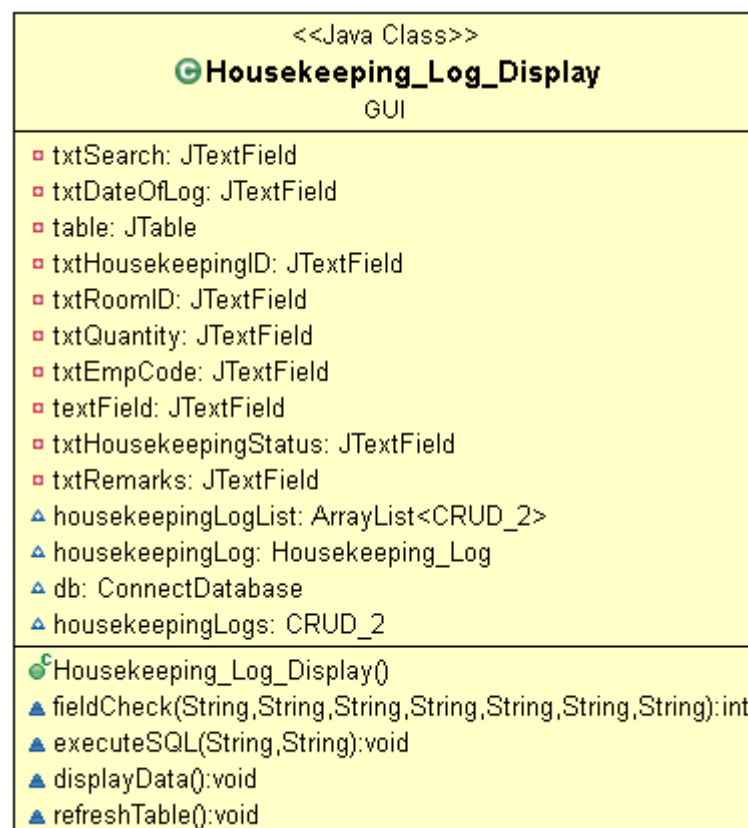 <<Java Class>>
Housekeeping_Log_Display
GUI
txtSearch: JTextField
txtDateOfLog: JTextField
table: JTable
txtHousekeepingID: JTextField
txtRoomID: JTextField
txtQuantity: JTextField
txtEmpCode: JTextField
textField: JTextField
txtHousekeepingStatus: JTextField
txtRemarks: JTextField
housekeepingLogList: ArrayList<CRUD_2>
housekeepingLog: Housekeeping_Log
db: ConnectDatabase
housekeepingLogs: CRUD_2
Housekeeping_Log_Display()
fieldCheck(String,String,String,String,String,String,String):int
executeSQL(String,String):void
displayData():void
refreshTable():void